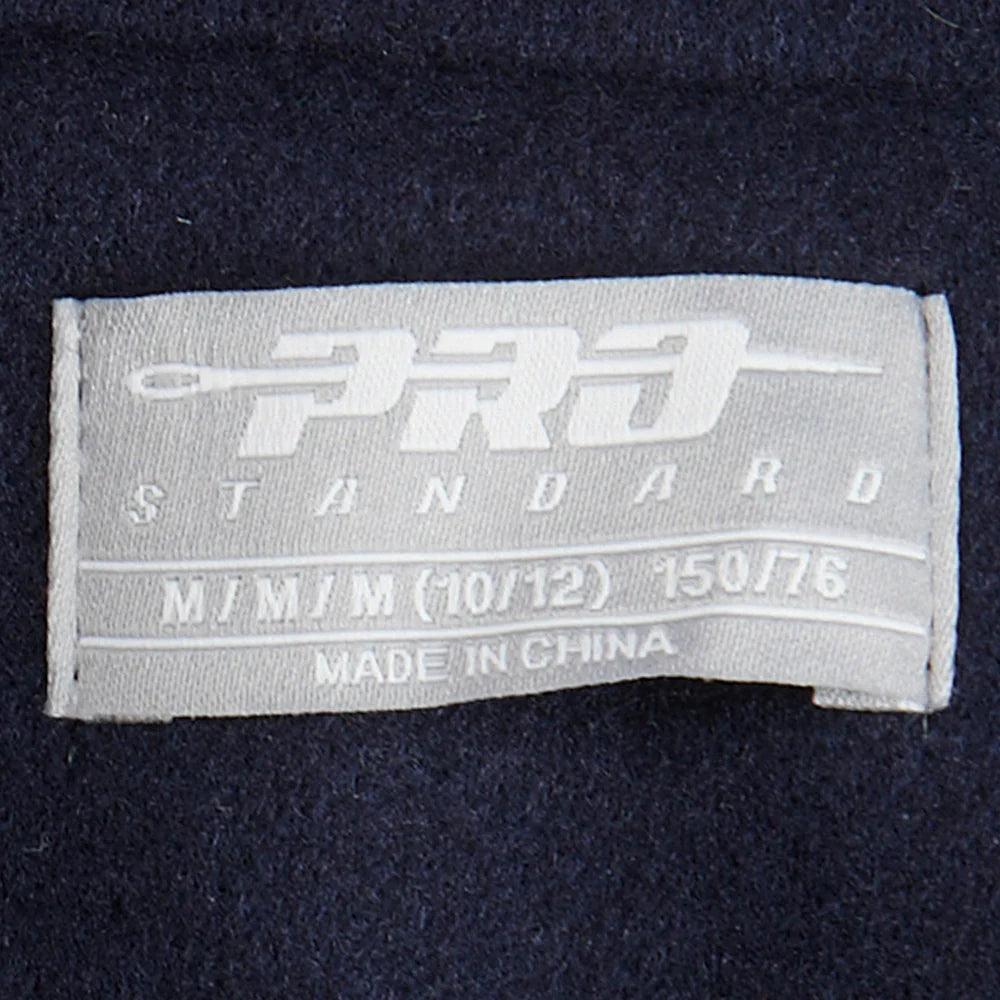 PRO
STANDARD
M/M/M (10/12) 150/76
MADE IN CHINA